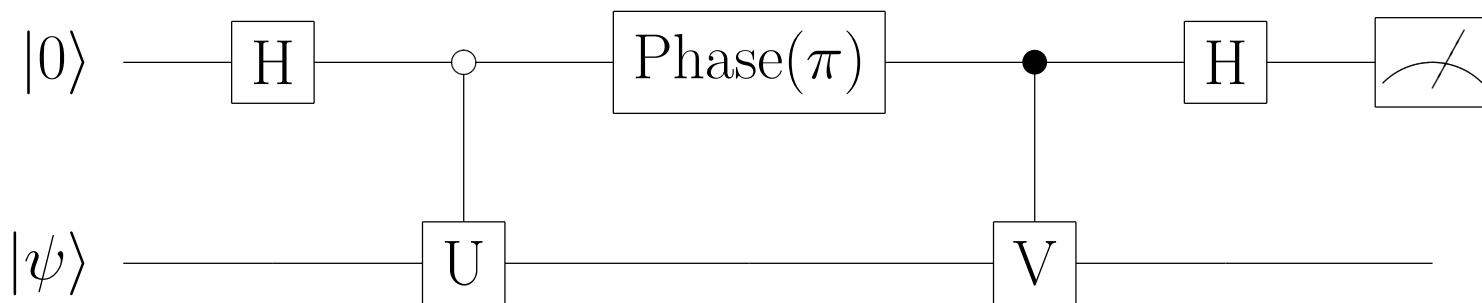 |0⟩ H Phase(π) H
|ψ⟩ U V